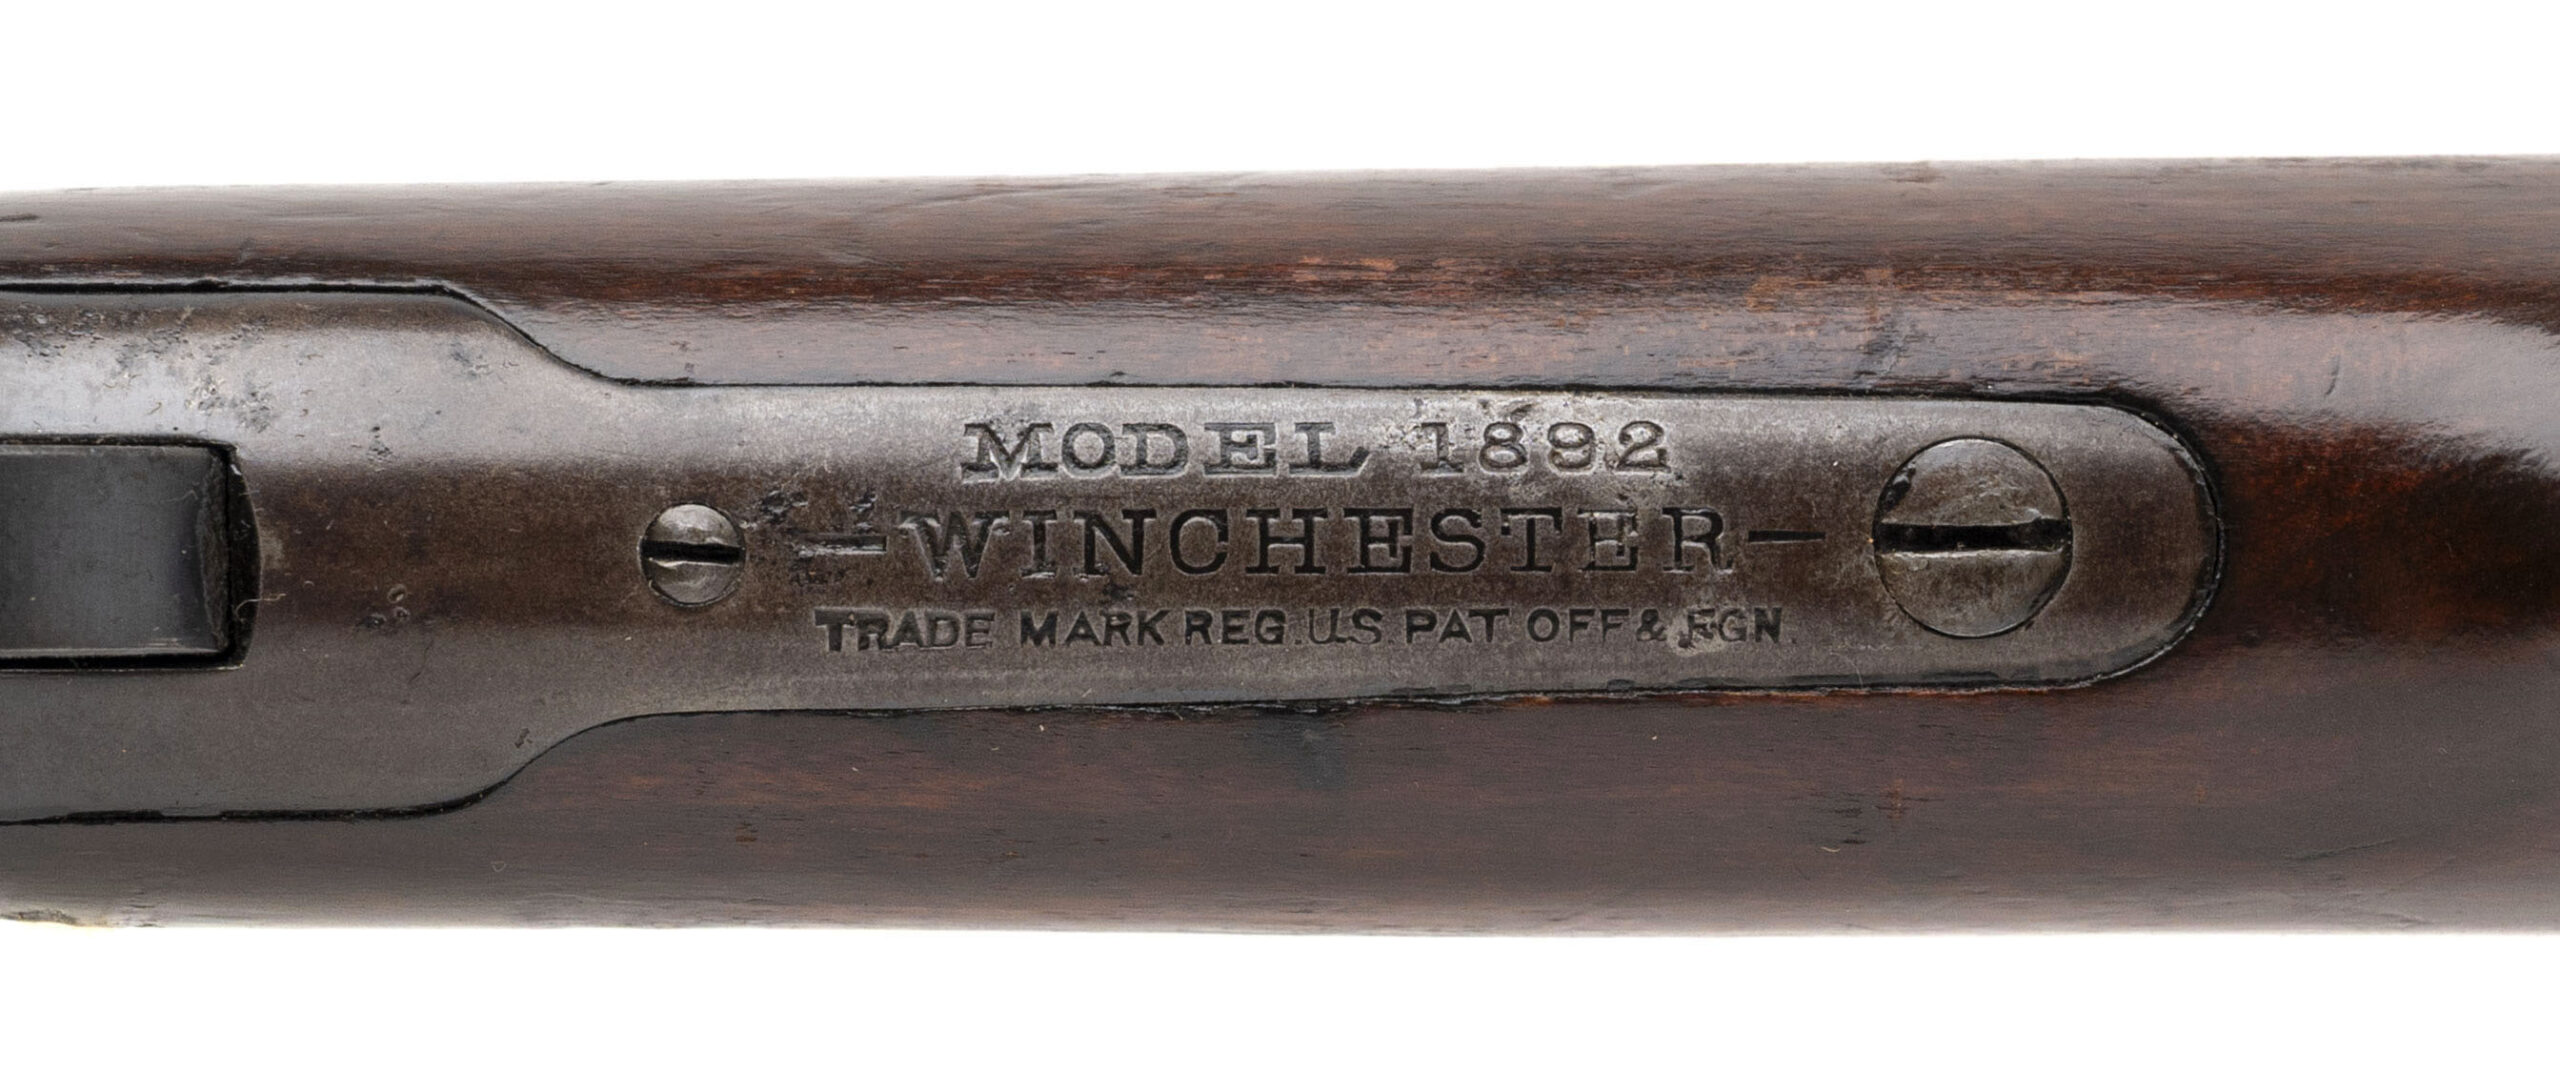 MODEL 1892
—WINCHESTER—
TRADE MARK REG. U.S. PAT OFF & FGN.